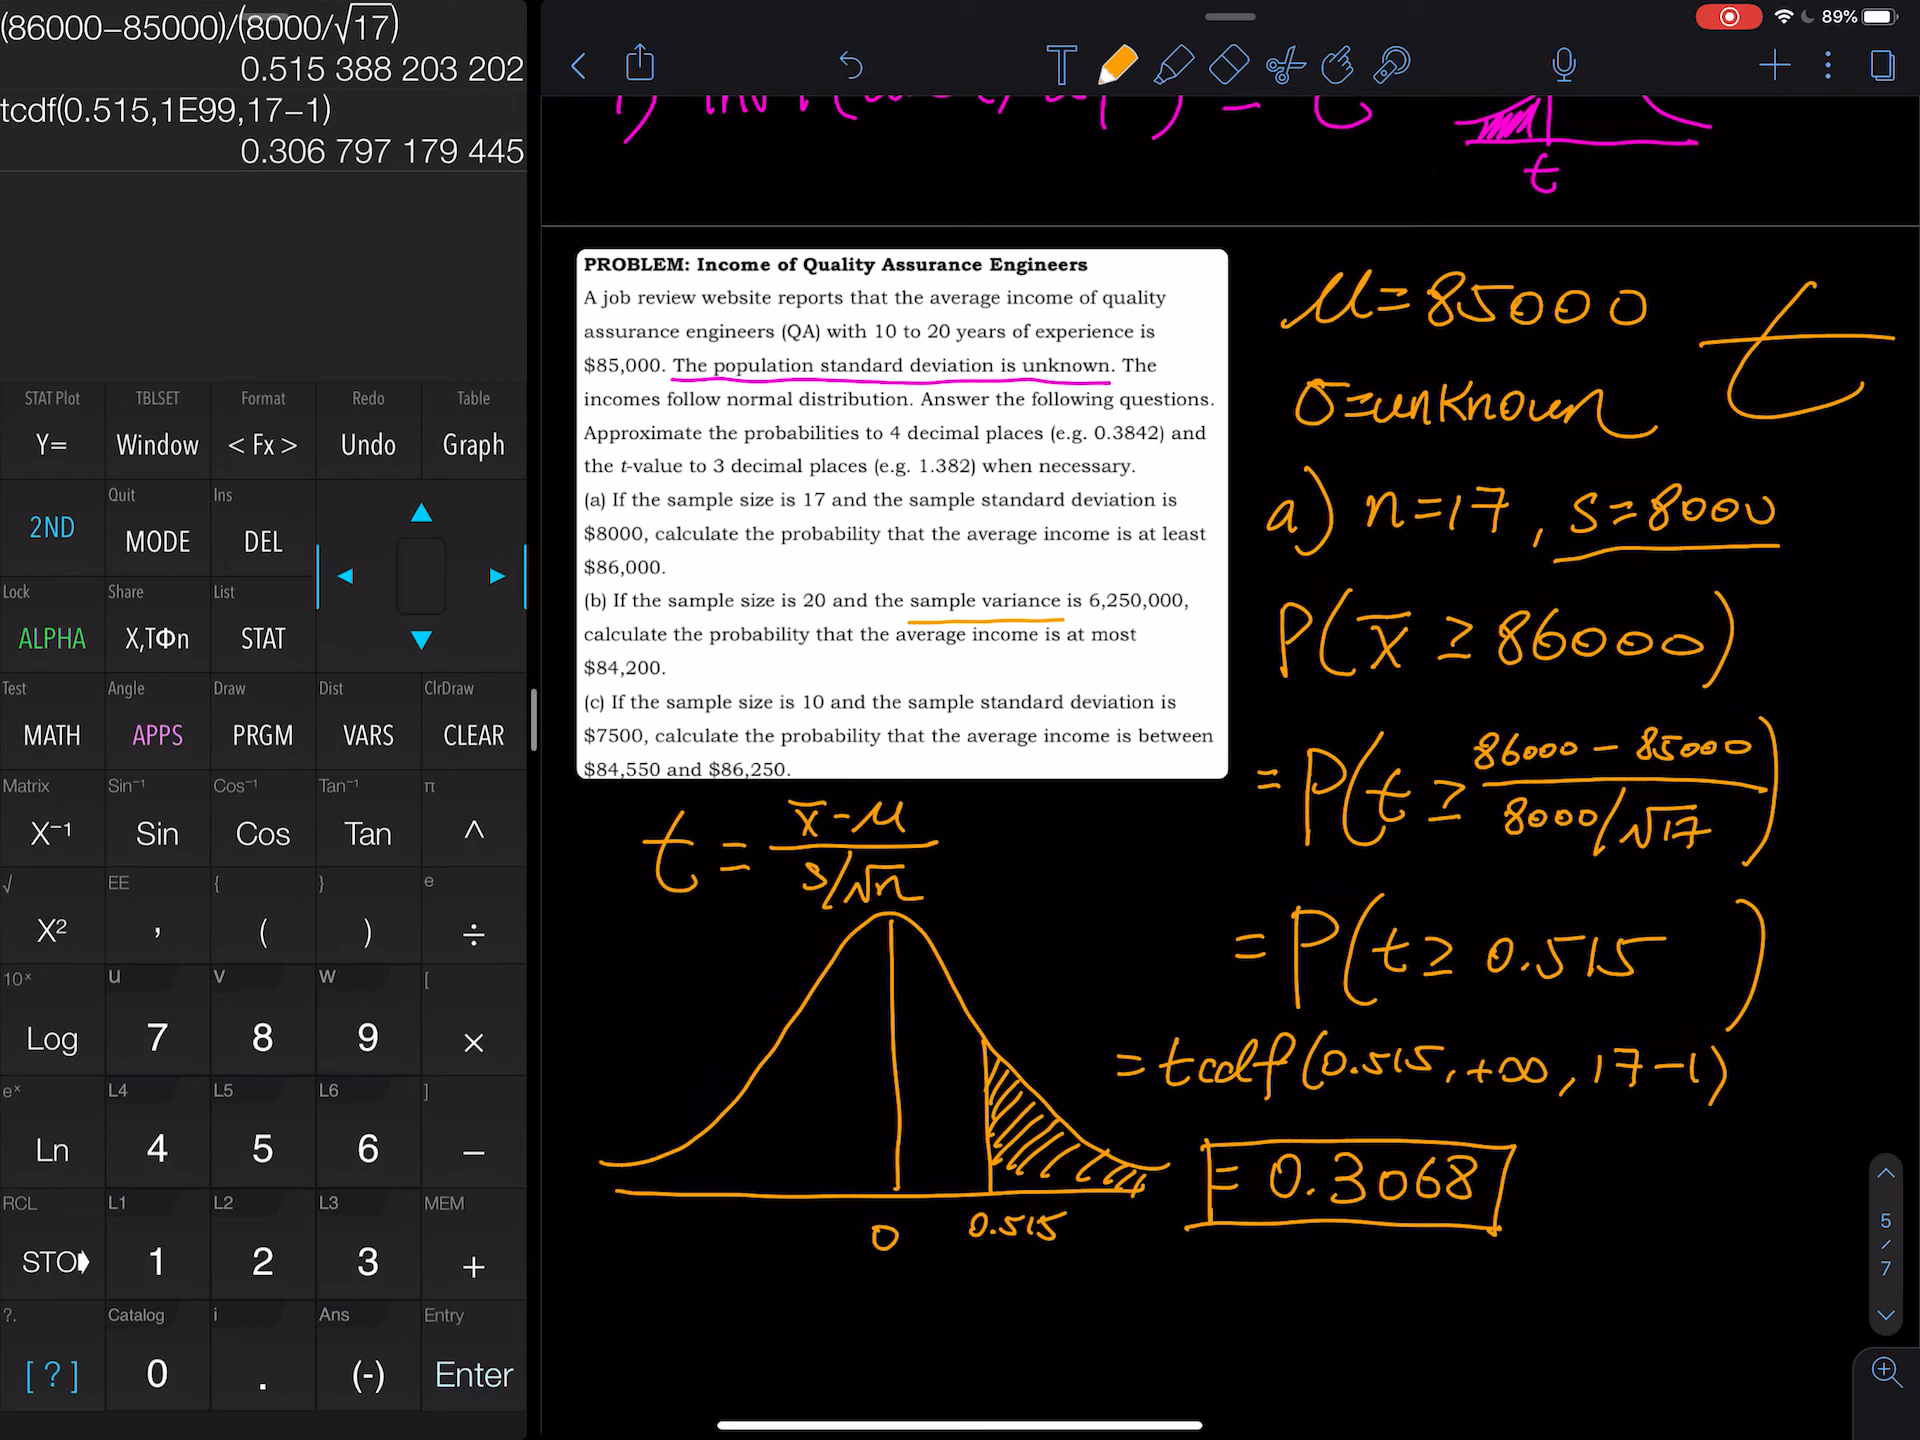 (86000−85000)/(8000/√17)
0.515 388 203 202
tcdf(0.515,1E99,17−1)
0.306 797 179 445
STAT Plot TBLSET Format Redo Table
Y= Window < Fx > Undo Graph
Quit Ins
2ND MODE DEL
Lock Share List
ALPHA X,TΦn STAT
Test Angle Draw Dist ClrDraw
MATH APPS PRGM VARS CLEAR
Matrix Sin⁻¹ Cos⁻¹ Tan⁻¹ π
X⁻¹ Sin Cos Tan ^
√ EE { } e
X² , ( ) ÷
10ˣ u v w [
Log 7 8 9 ×
eˣ L4 L5 L6 ]
Ln 4 5 6 −
RCL L1 L2 L3 MEM
STO 1 2 3 +
?. Catalog i Ans Entry
[ ? ] 0 . (-) Enter
89%
T
t
PROBLEM: Income of Quality Assurance Engineers
A job review website reports that the average income of quality
assurance engineers (QA) with 10 to 20 years of experience is
$85,000. The population standard deviation is unknown. The
incomes follow normal distribution. Answer the following questions.
Approximate the probabilities to 4 decimal places (e.g. 0.3842) and
the t-value to 3 decimal places (e.g. 1.382) when necessary.
(a) If the sample size is 17 and the sample standard deviation is
$8000, calculate the probability that the average income is at least
$86,000.
(b) If the sample size is 20 and the sample variance is 6,250,000,
calculate the probability that the average income is at most
$84,200.
(c) If the sample size is 10 and the sample standard deviation is
$7500, calculate the probability that the average income is between
$84,550 and $86,250.
t = x̄-μ
s/√n
0 0.515
μ=85000 t
σ=unknown
a) n=17, s=8000
P(x̄ ≥ 86000)
= P(t ≥ 86000 - 85000
8000/√17)
= P(t ≥ 0.515 )
= tcdf(0.515, +∞, 17-1)
= 0.3068
5
/
7